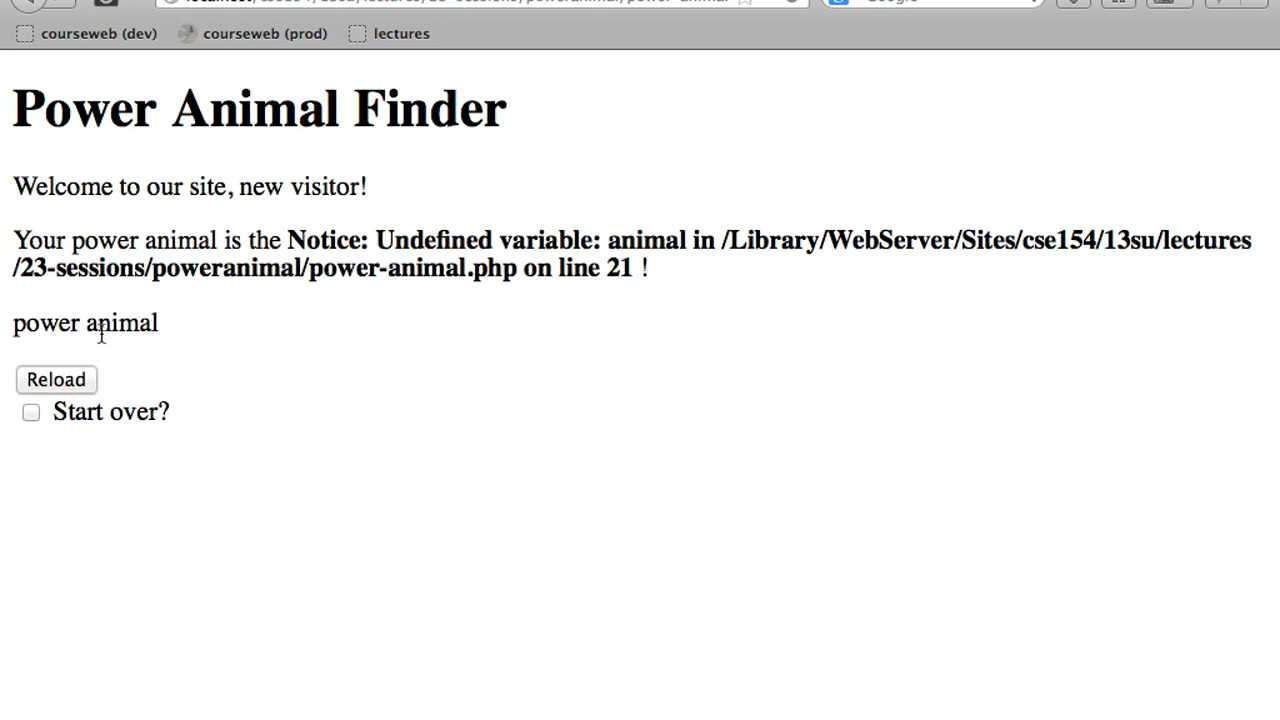 courseweb (dev) courseweb (prod) lectures
Power Animal Finder
Welcome to our site, new visitor!
Your power animal is the Notice: Undefined variable: animal in /Library/WebServer/Sites/cse154/13su/lectures
/23-sessions/poweranimal/power-animal.php on line 21 !
power animal
Reload
Start over?